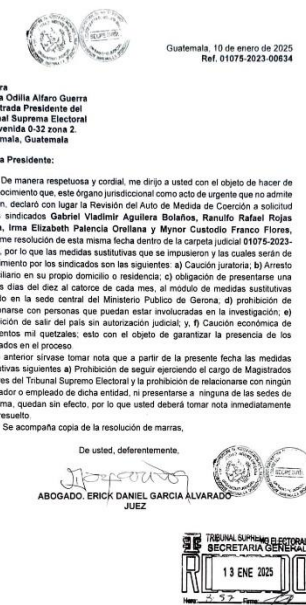 Guatemala, 10 de enero de 2025
Ref. 01075-2023-00634
a Odilia Alfaro Guerra
trada Presidente del
al Suprema Electoral
venida 0-32 zona 2.
mala, Guatemala
a Presidente:
De manera respetuosa y cordial, me dirijo a usted con el objeto de hacer de
ocimiento que, este órgano jurisdiccional como acto de urgente que no admite
n, declaró con lugar la Revisión del Auto de Medida de Coerción a solicitud
s sindicados Gabriel Vladimir Aguilera Bolaños, Ranulfo Rafael Rojas
, Irma Elizabeth Palencia Orellana y Mynor Custodio Franco Flores,
me resolución de esta misma fecha dentro de la carpeta judicial 01075-2023-
, por lo que las medidas sustitutivas que se impusieron y las cuales serán de
imiento por los sindicados son las siguientes: a) Caución juratoria; b) Arresto
iliario en su propio domicilio o residencia; c) obligación de presentarse una
s días del diez al catorce de cada mes, al módulo de medidas sustitutivas
do en la sede central del Ministerio Publico de Gerona; d) prohibición de
onarse con personas que puedan estar involucradas en la investigación; e)
ición de salir del país sin autorización judicial; y, f) Caución económica de
entos mil quetzales; esto con el objeto de garantizar la presencia de los
ados en el proceso.
anterior sírvase tomar nota que a partir de la presente fecha las medidas
utivas siguientes a) Prohibición de seguir ejerciendo el cargo de Magistrados
res del Tribunal Supremo Electoral y la prohibición de relacionarse con ningún
ador o empleado de dicha entidad, ni presentarse a ninguna de las sedes de
ma, quedan sin efecto, por lo que usted deberá tomar nota inmediatamente
resuelto.
Se acompaña copia de la resolución de marras,
De usted, deferentemente,
ABOGADO. ERICK DANIEL GARCIA ALVARADO
JUEZ
TRIBUNAL SUPREMO ELECTORAL
SECRETARIA GENERAL
13 ENE 2025